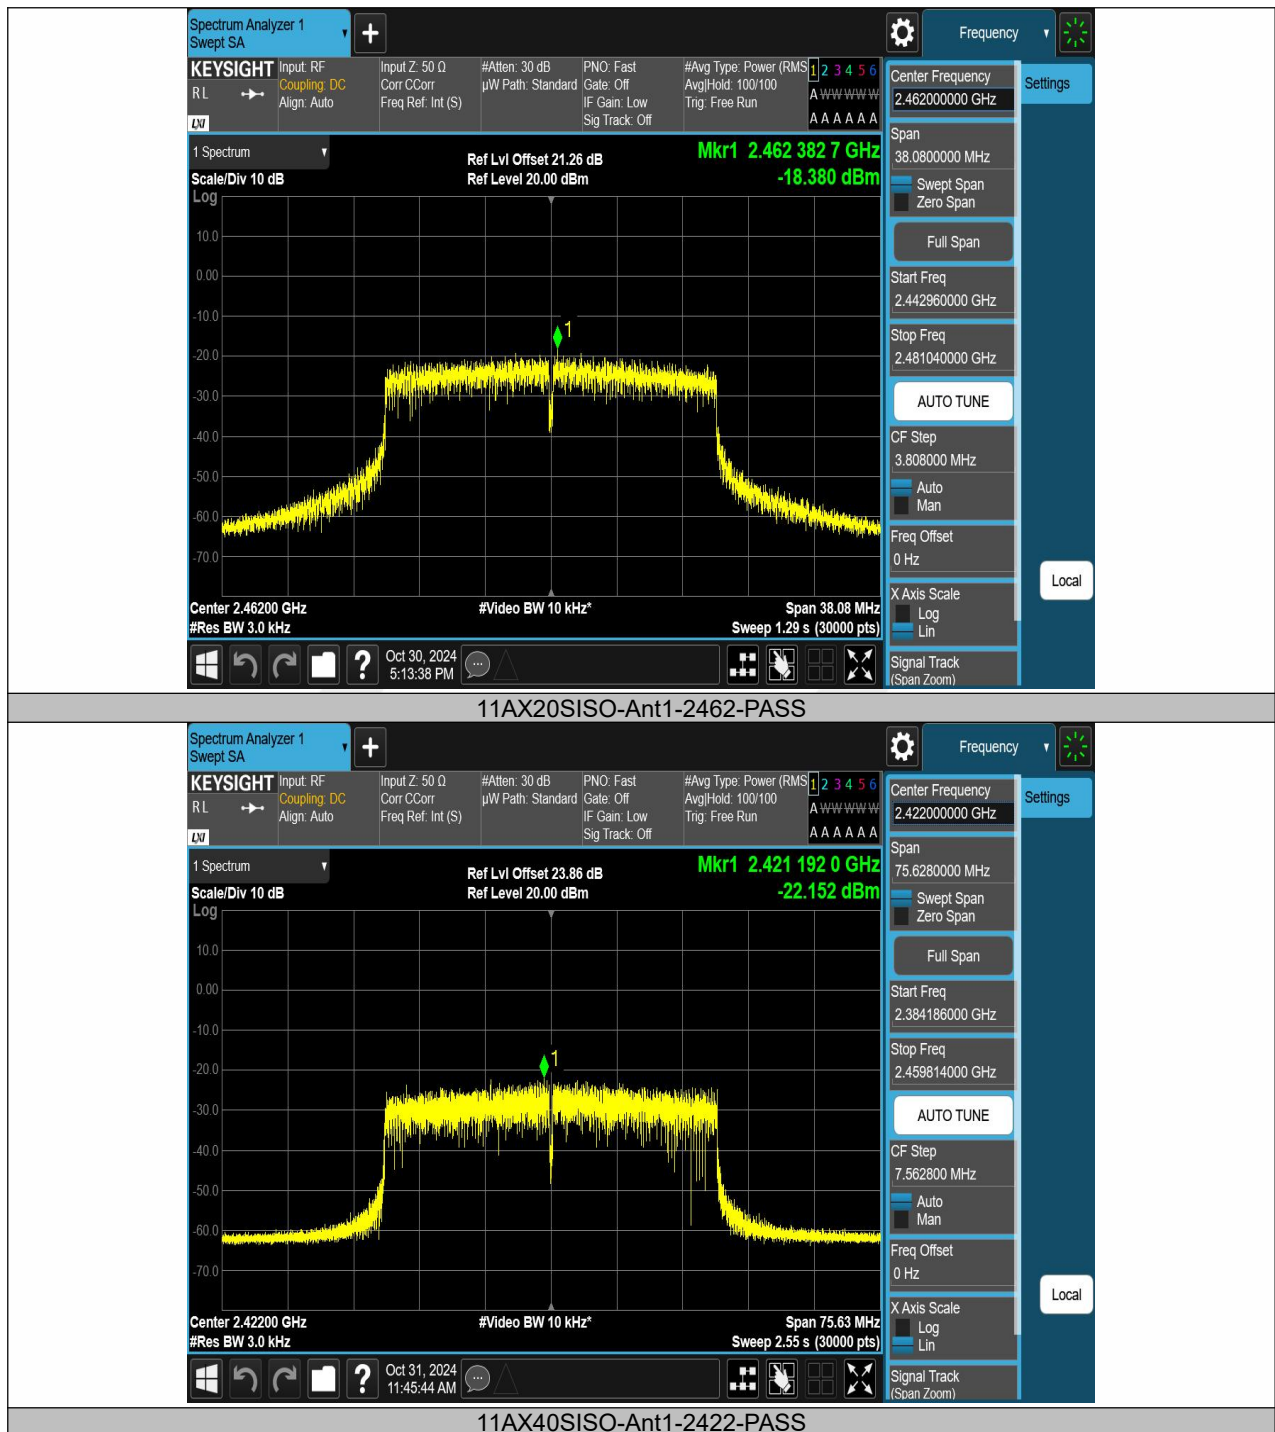 Spectrum Analyzer 1
Swept SA
+
Frequency
KEYSIGHT
RL
LXI
Input: RF
Coupling: DC
Align: Auto
Input Z: 50 Ω
Corr CCorr
Freq Ref: Int (S)
#Atten: 30 dB
µW Path: Standard
PNO: Fast
Gate: Off
IF Gain: Low
Sig Track: Off
#Avg Type: Power (RMS
Avg|Hold: 100/100
Trig: Free Run
1 2 3 4 5 6
A W W W W W
A A A A A A
Center Frequency
2.462000000 GHz
Settings
1 Spectrum
Scale/Div 10 dB
Log
Ref Lvl Offset 21.26 dB
Ref Level 20.00 dBm
Mkr1 2.462 382 7 GHz
-18.380 dBm
Span
38.0800000 MHz
Swept Span
Zero Span
Full Span
Start Freq
2.442960000 GHz
Stop Freq
2.481040000 GHz
AUTO TUNE
CF Step
3.808000 MHz
Auto
Man
Freq Offset
0 Hz
X Axis Scale
Log
Lin
Signal Track
(Span Zoom)
Local
10.0
0.00
-10.0
1
-20.0
-30.0
-40.0
-50.0
-60.0
-70.0
Center 2.46200 GHz
#Res BW 3.0 kHz
#Video BW 10 kHz*
Span 38.08 MHz
Sweep 1.29 s (30000 pts)
?
Oct 30, 2024
5:13:38 PM
11AX20SISO-Ant1-2462-PASS
Spectrum Analyzer 1
Swept SA
+
Frequency
KEYSIGHT
RL
LXI
Input: RF
Coupling: DC
Align: Auto
Input Z: 50 Ω
Corr CCorr
Freq Ref: Int (S)
#Atten: 30 dB
µW Path: Standard
PNO: Fast
Gate: Off
IF Gain: Low
Sig Track: Off
#Avg Type: Power (RMS
Avg|Hold: 100/100
Trig: Free Run
1 2 3 4 5 6
A W W W W W
A A A A A A
Center Frequency
2.422000000 GHz
Settings
1 Spectrum
Scale/Div 10 dB
Log
Ref Lvl Offset 23.86 dB
Ref Level 20.00 dBm
Mkr1 2.421 192 0 GHz
-22.152 dBm
Span
75.6280000 MHz
Swept Span
Zero Span
Full Span
Start Freq
2.384186000 GHz
Stop Freq
2.459814000 GHz
AUTO TUNE
CF Step
7.562800 MHz
Auto
Man
Freq Offset
0 Hz
X Axis Scale
Log
Lin
Signal Track
(Span Zoom)
Local
10.0
0.00
-10.0
1
-20.0
-30.0
-40.0
-50.0
-60.0
-70.0
Center 2.42200 GHz
#Res BW 3.0 kHz
#Video BW 10 kHz*
Span 75.63 MHz
Sweep 2.55 s (30000 pts)
?
Oct 31, 2024
11:45:44 AM
11AX40SISO-Ant1-2422-PASS